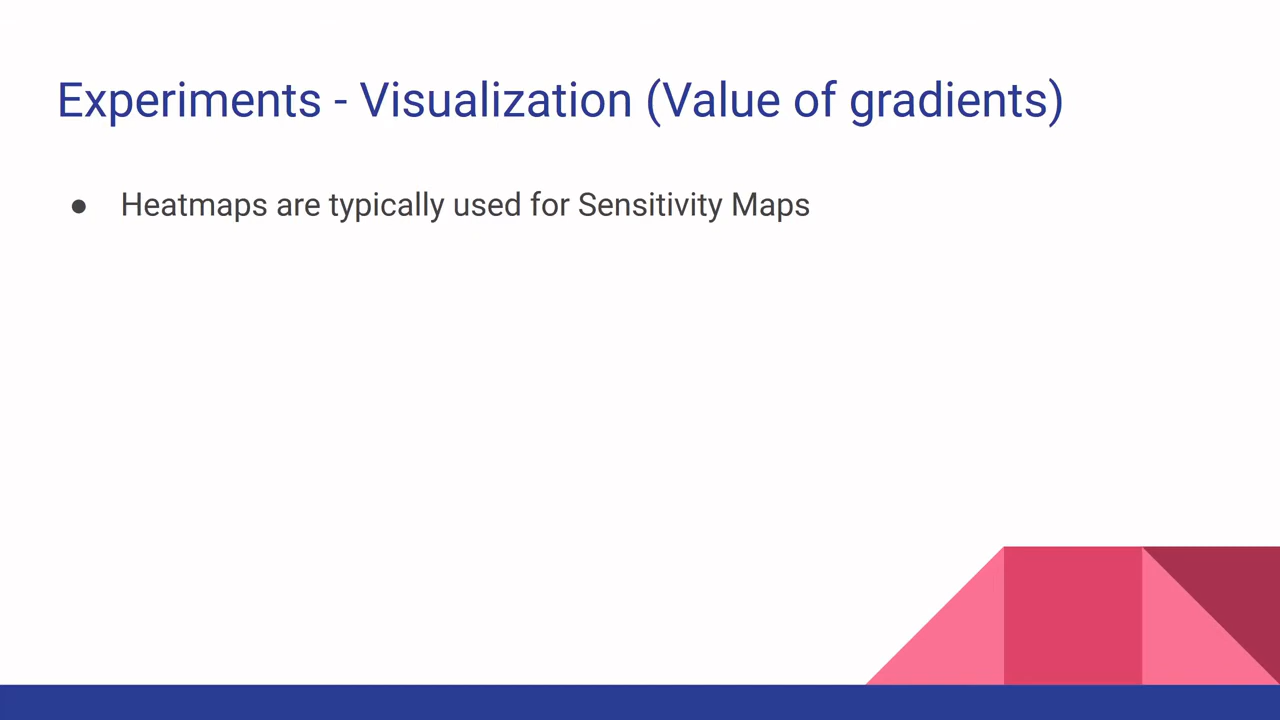 Experiments - Visualization (Value of gradients)
● Heatmaps are typically used for Sensitivity Maps